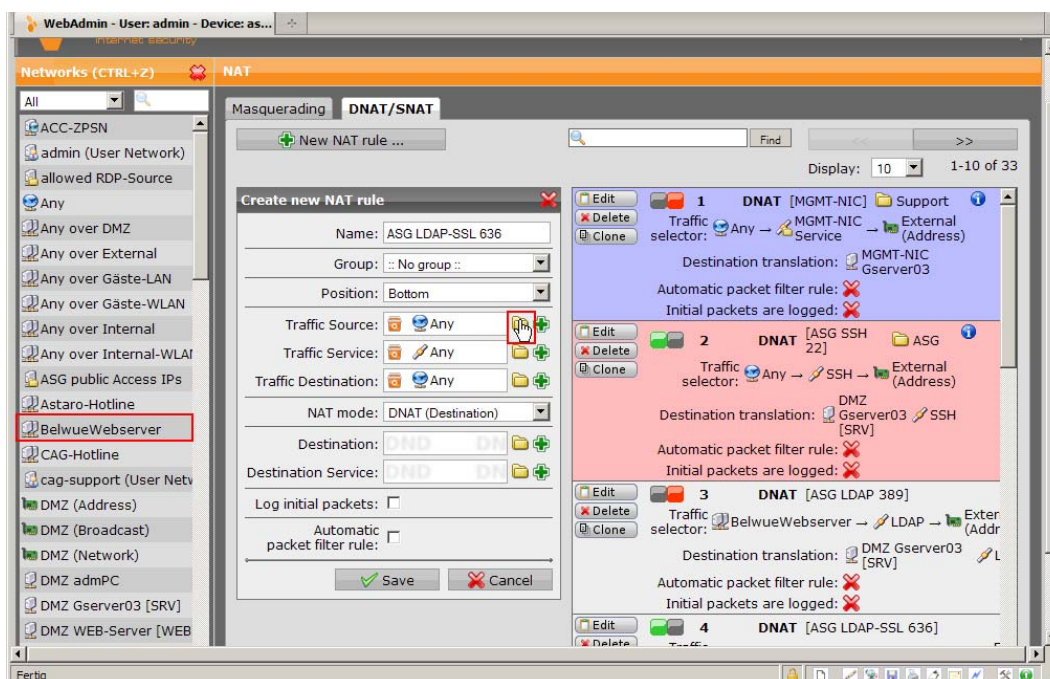 WebAdmin - User: admin - Device: as...
internet security
Networks (CTRL+Z)
NAT
All
ACC-ZPSN
admin (User Network)
allowed RDP-Source
Any
Any over DMZ
Any over External
Any over Gäste-LAN
Any over Gäste-WLAN
Any over Internal
Any over Internal-WLAN
ASG public Access IPs
Astaro-Hotline
BelwueWebserver
CAG-Hotline
cag-support (User Netw
DMZ (Address)
DMZ (Broadcast)
DMZ (Network)
DMZ admPC
DMZ Gserver03 [SRV]
DMZ WEB-Server [WEB
Masquerading DNAT/SNAT
New NAT rule ...
Find
<< >>
Display: 10 1-10 of 33
Create new NAT rule
Name: ASG LDAP-SSL 636
Group: :: No group ::
Position: Bottom
Traffic Source: Any
Traffic Service: Any
Traffic Destination: Any
NAT mode: DNAT (Destination)
Destination: DND DN
Destination Service: DND DN
Log initial packets:
Automatic
packet filter rule:
Save Cancel
Edit
Delete
Clone
1 DNAT [MGMT-NIC] Support
Traffic selector: Any → MGMT-NIC Service → External (Address)
Destination translation: MGMT-NIC Gserver03
Automatic packet filter rule:
Initial packets are logged:
Edit
Delete
Clone
2 DNAT [ASG SSH 22] ASG
Traffic selector: Any → SSH → External (Address)
Destination translation: DMZ Gserver03 [SRV] SSH
Automatic packet filter rule:
Initial packets are logged:
Edit
Delete
Clone
3 DNAT [ASG LDAP 389]
Traffic selector: BelwueWebserver → LDAP → Exter (Addr
Destination translation: DMZ Gserver03 [SRV] L
Automatic packet filter rule:
Initial packets are logged:
Edit
Delete
4 DNAT [ASG LDAP-SSL 636]
Fertig